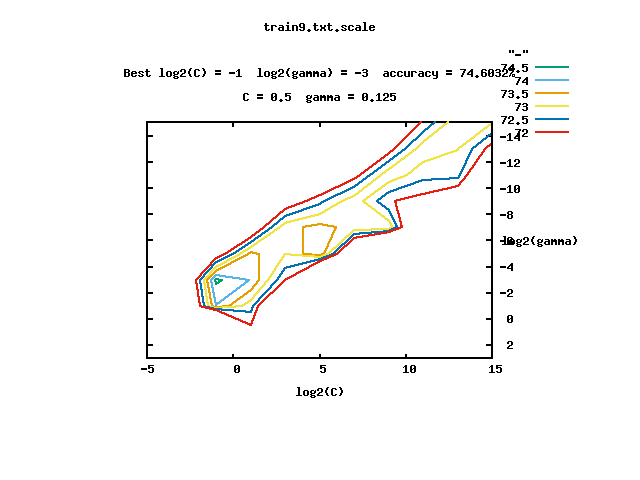 train9.txt.scale
"-"
Best log2(C) = -1 log2(gamma) = -3 accuracy = 74.6032%
74.5
74
C = 0.5 gamma = 0.125
73.5
73
72.5
72
-14
-12
-10
-8
-6
log2(gamma)
-4
-2
0
2
-5 0 5 10 15
log2(C)